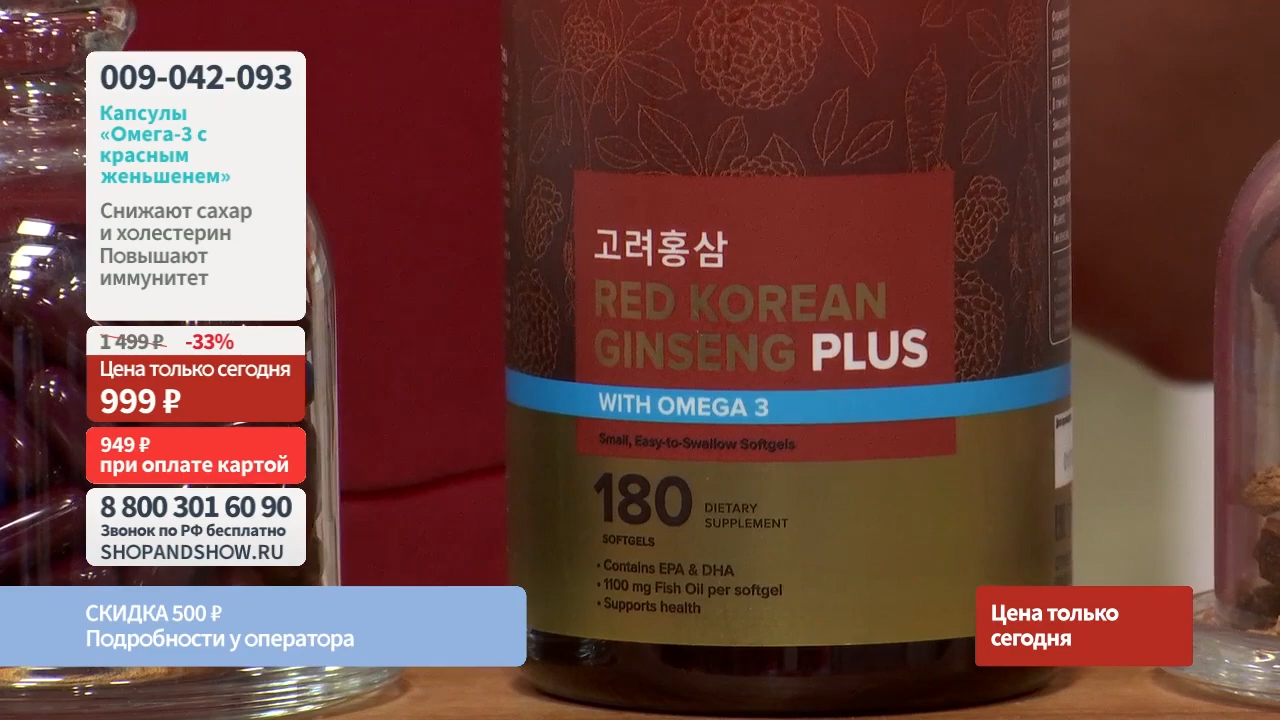 009-042-093
Капсулы
«Омега-3 с
красным
женьшенем»
Снижают сахар
и холестерин
Повышают
иммунитет
1 499 ₽ -33%
Цена только сегодня
999 ₽
949 ₽
при оплате картой
8 800 301 60 90
Звонок по РФ бесплатно
SHOPANDSHOW.RU
СКИДКА 500 ₽
Подробности у оператора
고려홍삼
RED KOREAN
GINSENG PLUS
WITH OMEGA 3
Small, Easy-to-Swallow Softgels
180 DIETARY
SUPPLEMENT
SOFTGELS
• Contains EPA & DHA
• 1100 mg Fish Oil per softgel
• Supports health
Цена только
сегодня